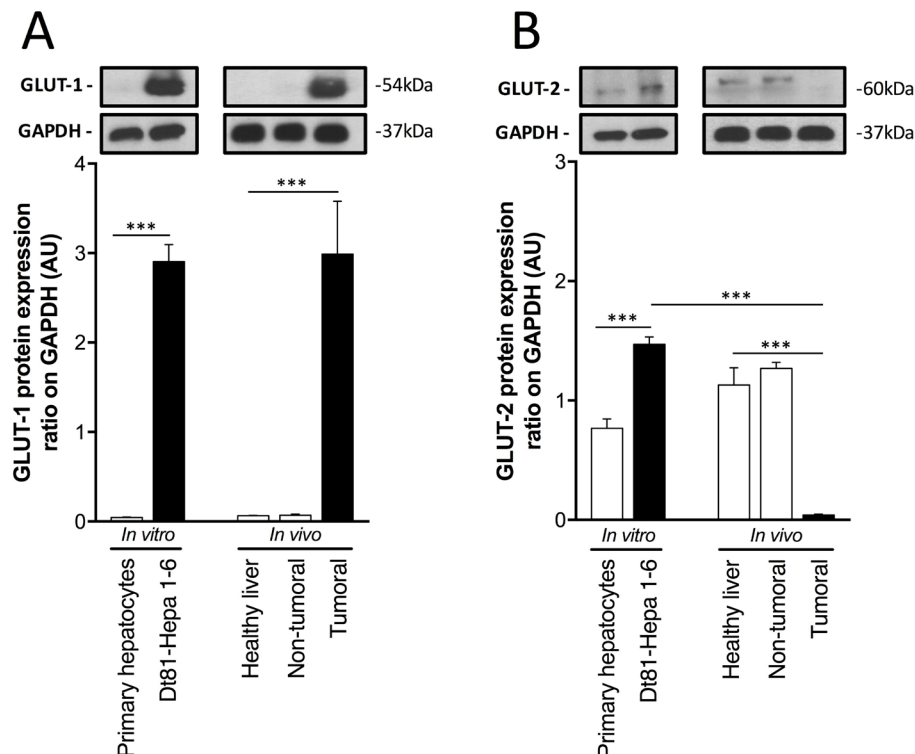 A
GLUT-1 -
-54kDa
GAPDH -
-37kDa
GLUT-1 protein expression
ratio on GAPDH (AU)
4
3
2
1
0
***
***
In vitro
In vivo
Primary hepatocytes
Dt81-Hepa 1-6
Healthy liver
Non-tumoral
Tumoral
B
GLUT-2 -
-60kDa
GAPDH -
-37kDa
GLUT-2 protein expression
ratio on GAPDH (AU)
3
2
1
0
***
***
***
In vitro
In vivo
Primary hepatocytes
Dt81-Hepa 1-6
Healthy liver
Non-tumoral
Tumoral